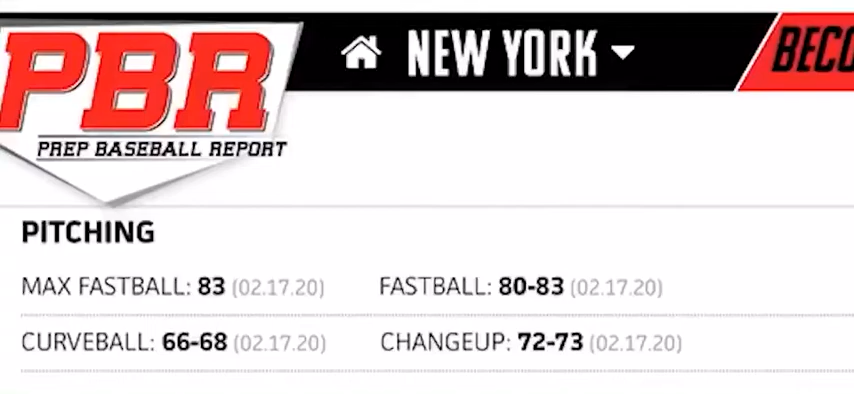 PBR
PREP BASEBALL REPORT
NEW YORK
BECO
PITCHING
MAX FASTBALL: 83 (02.17.20) FASTBALL: 80-83 (02.17.20)
CURVEBALL: 66-68 (02.17.20) CHANGEUP: 72-73 (02.17.20)